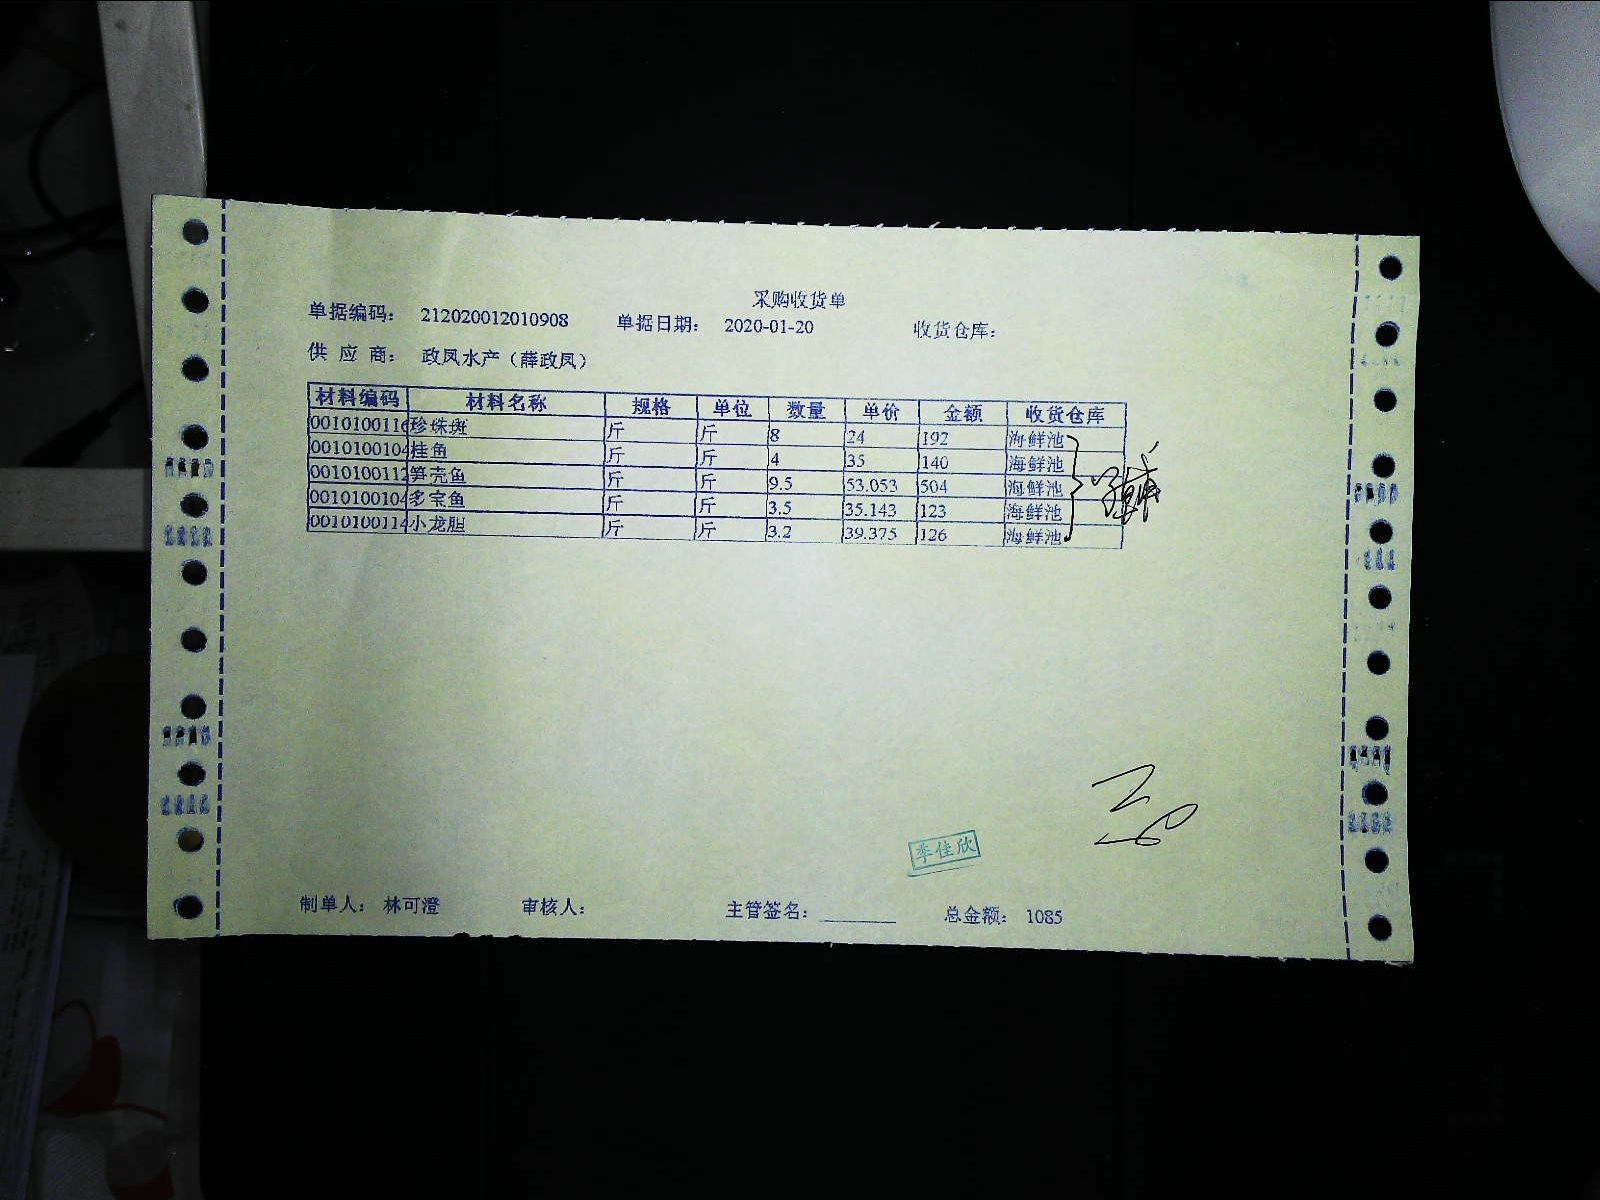 采购收货单
单据编码： 212020012010908 单据日期： 2020-01-20 收货仓库：
供 应 商： 政凤水产（薛政凤）
材料编码 材料名称 规格 单位 数量 单价 金额 收货仓库
0010100116 珍珠斑 斤 斤 8 24 192 海鲜池
0010100104 桂鱼 斤 斤 4 35 140 海鲜池
0010100112 笋壳鱼 斤 斤 9.5 53.053 504 海鲜池
0010100104 多宝鱼 斤 斤 3.5 35.143 123 海鲜池
0010100114 小龙胆 斤 斤 3.2 39.375 126 海鲜池
季佳欣
制单人： 林可澄 审核人： 主管签名： 总金额： 1085